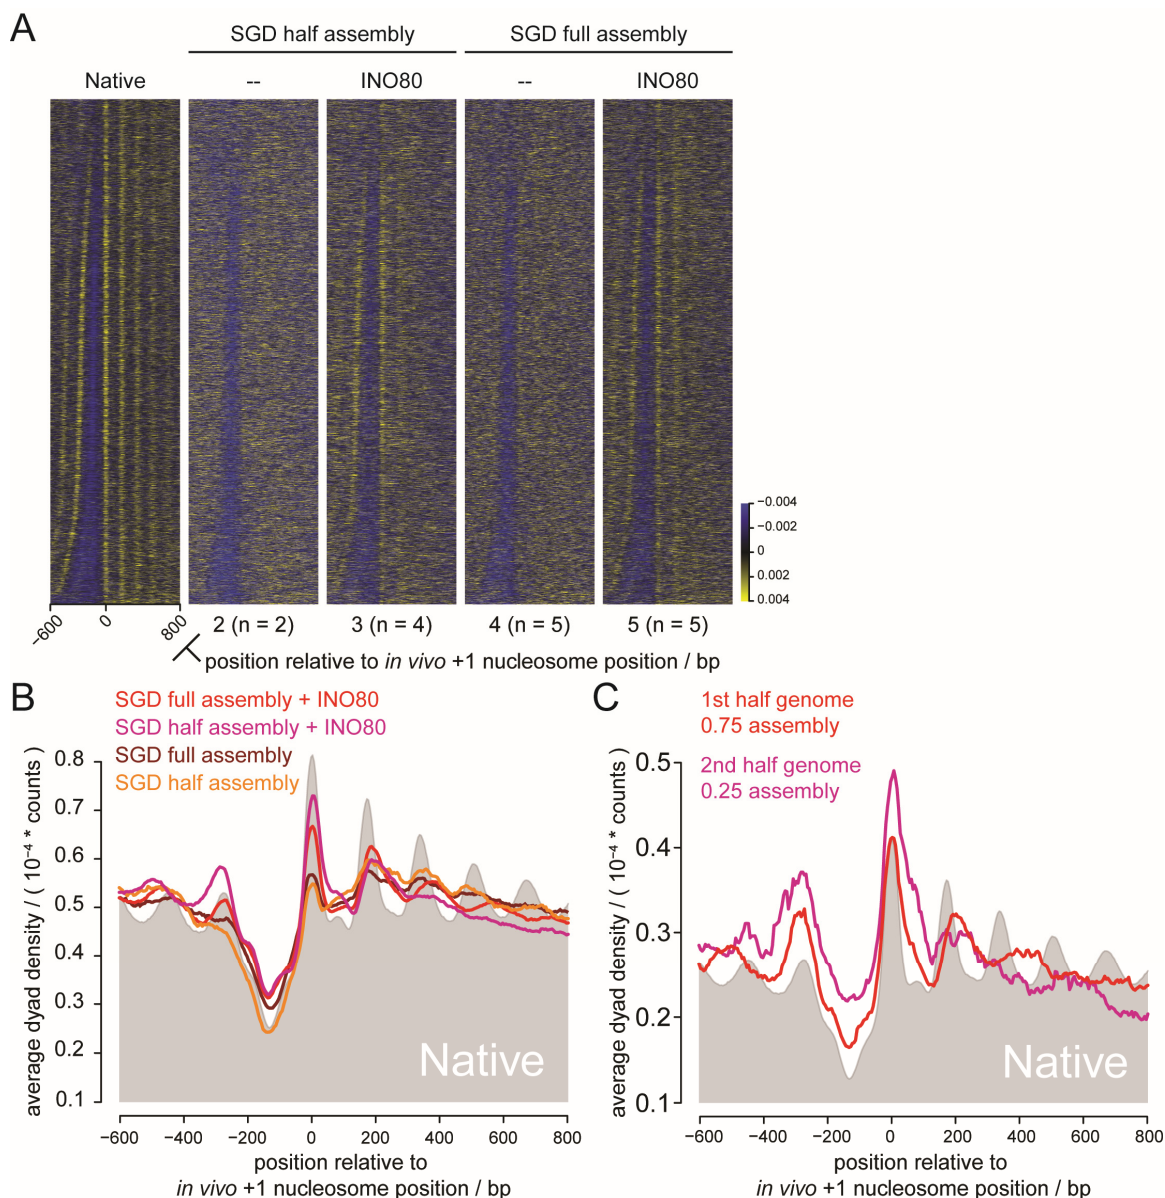 A
SGD half assembly
SGD full assembly
Native
--
INO80
--
INO80
−0.004
−0.002
0
0.002
0.004
−600
0
800
2 (n = 2)
3 (n = 4)
4 (n = 5)
5 (n = 5)
position relative to in vivo +1 nucleosome position / bp
B
SGD full assembly + INO80
SGD half assembly + INO80
SGD full assembly
SGD half assembly
average dyad density / ( 10⁻⁴ * counts )
0.8
0.7
0.6
0.5
0.4
0.3
0.2
0.1
Native
−600
−400
−200
0
200
400
600
800
position relative to
in vivo +1 nucleosome position / bp
C
1st half genome
0.75 assembly
2nd half genome
0.25 assembly
average dyad density / ( 10⁻⁴ * counts )
0.5
0.4
0.3
0.2
0.1
Native
−600
−400
−200
0
200
400
600
800
position relative to
in vivo +1 nucleosome position / bp